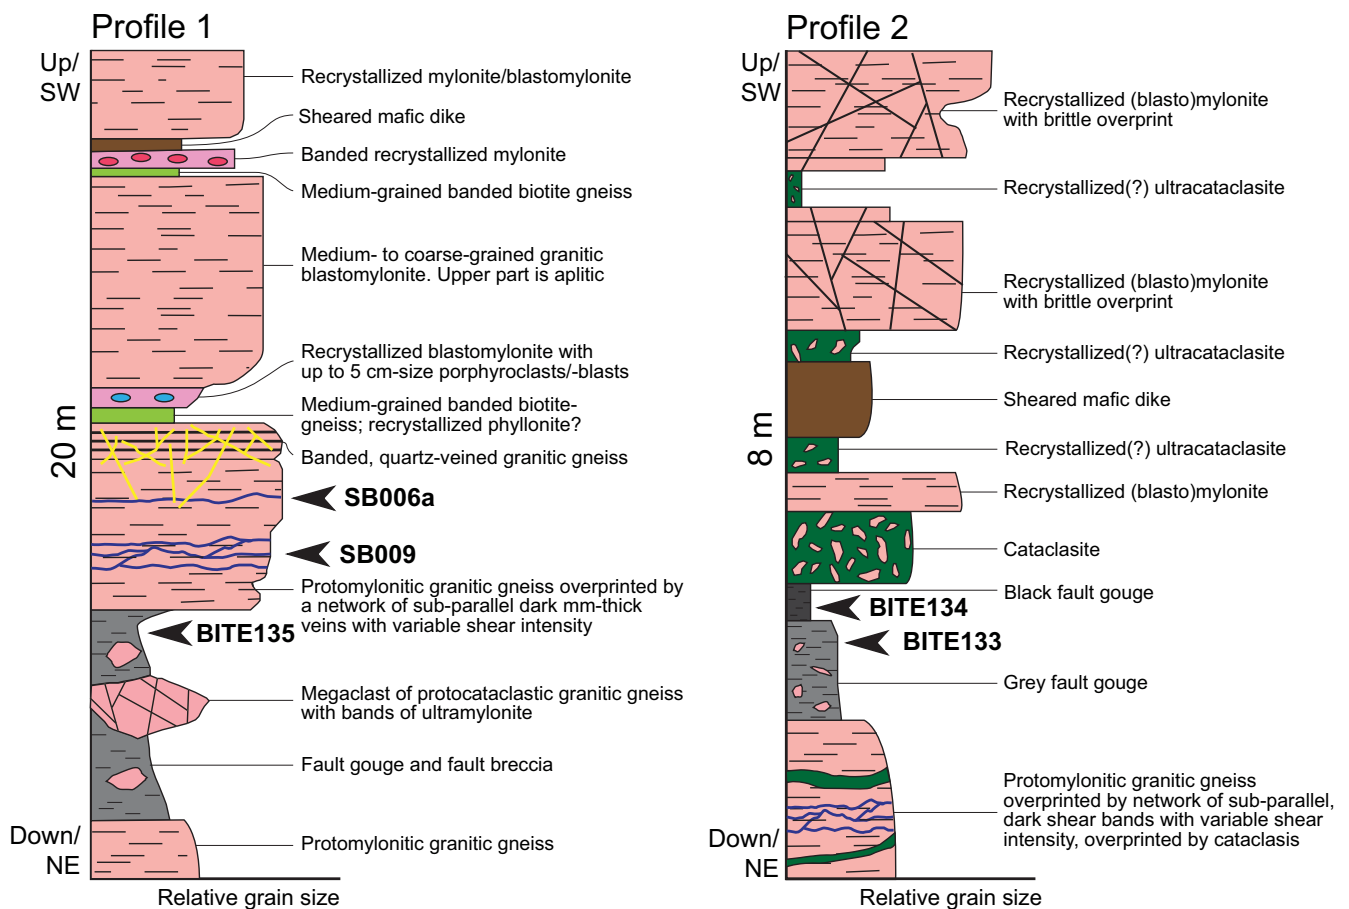 Profile 1
Up/
SW
Recrystallized mylonite/blastomylonite
Sheared mafic dike
Banded recrystallized mylonite
Medium-grained banded biotite gneiss
Medium- to coarse-grained granitic
blastomylonite. Upper part is aplitic
Recrystallized blastomylonite with
up to 5 cm-size porphyroclasts/-blasts
Medium-grained banded biotite-
gneiss; recrystallized phyllonite?
Banded, quartz-veined granitic gneiss
20 m
SB006a
SB009
Protomylonitic granitic gneiss overprinted by
a network of sub-parallel dark mm-thick
veins with variable shear intensity
BITE135
Megaclast of protocataclastic granitic gneiss
with bands of ultramylonite
Fault gouge and fault breccia
Down/
NE
Protomylonitic granitic gneiss
Relative grain size
Profile 2
Up/
SW
Recrystallized (blasto)mylonite
with brittle overprint
Recrystallized(?) ultracataclasite
Recrystallized (blasto)mylonite
with brittle overprint
Recrystallized(?) ultracataclasite
Sheared mafic dike
8 m
Recrystallized(?) ultracataclasite
Recrystallized (blasto)mylonite
Cataclasite
Black fault gouge
BITE134
BITE133
Grey fault gouge
Protomylonitic granitic gneiss
overprinted by network of sub-parallel,
dark shear bands with variable shear
intensity, overprinted by cataclasis
Down/
NE
Relative grain size